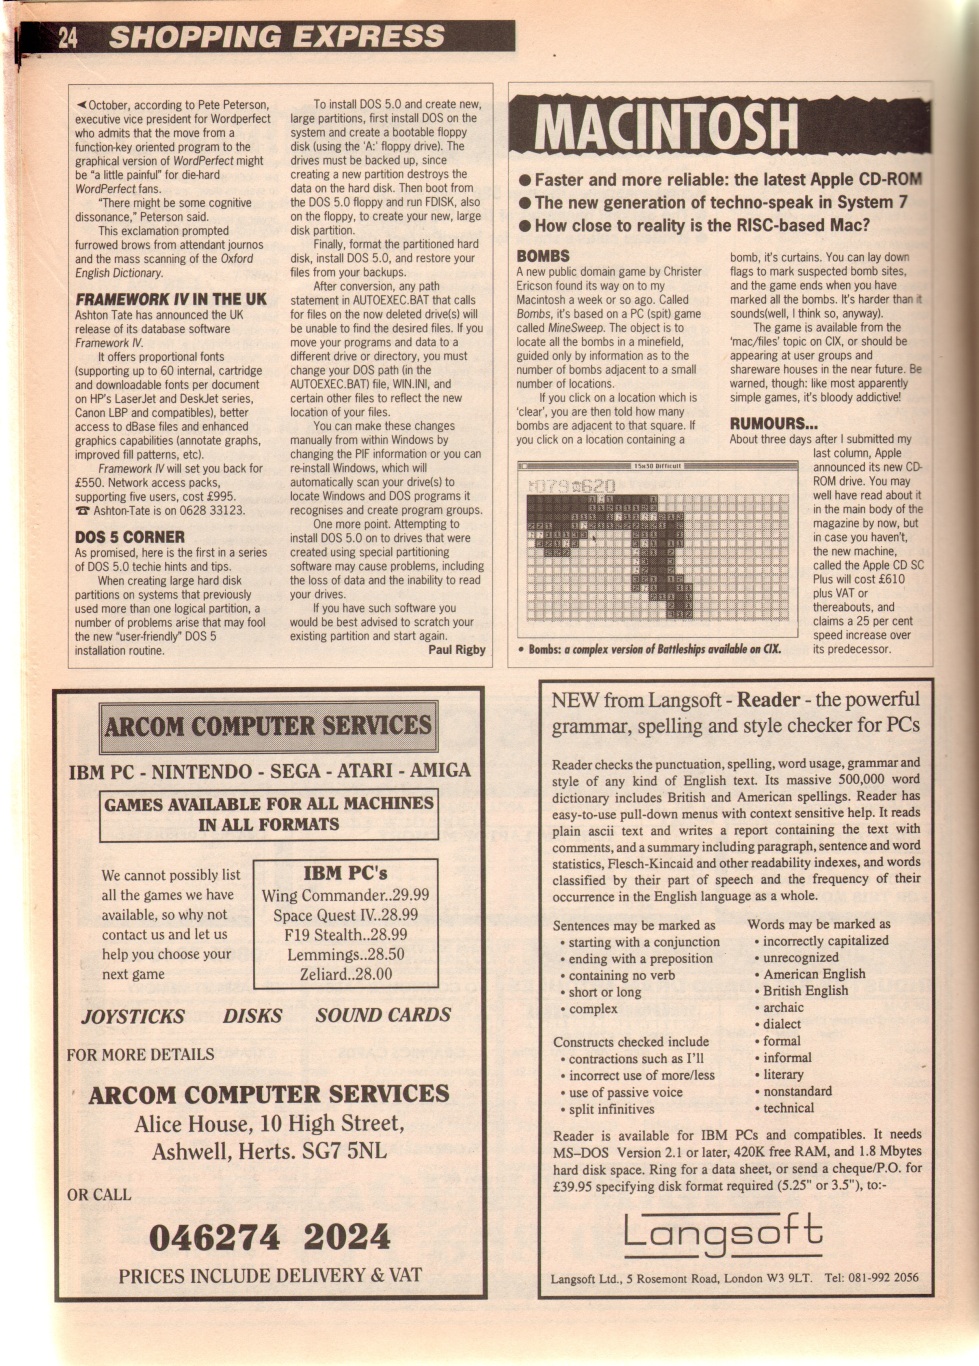 24 SHOPPING EXPRESS
◄October, according to Pete Peterson,
executive vice president for Wordperfect
who admits that the move from a
function-key oriented program to the
graphical version of WordPerfect might
be "a little painful" for die-hard
WordPerfect fans.
"There might be some cognitive
dissonance," Peterson said.
This exclamation prompted
furrowed brows from attendant journos
and the mass scanning of the Oxford
English Dictionary.
FRAMEWORK IV IN THE UK
Ashton Tate has announced the UK
release of its database software
Framework IV.
It offers proportional fonts
(supporting up to 60 internal, cartridge
and downloadable fonts per document
on HP's LaserJet and DeskJet series,
Canon LBP and compatibles), better
access to dBase files and enhanced
graphics capabilities (annotate graphs,
improved fill patterns, etc).
Framework IV will set you back for
£550. Network access packs,
supporting five users, cost £995.
☎ Ashton-Tate is on 0628 33123.
DOS 5 CORNER
As promised, here is the first in a series
of DOS 5.0 techie hints and tips.
When creating large hard disk
partitions on systems that previously
used more than one logical partition, a
number of problems arise that may fool
the new "user-friendly" DOS 5
installation routine.
To install DOS 5.0 and create new,
large partitions, first install DOS on the
system and create a bootable floppy
disk (using the 'A:' floppy drive). The
drives must be backed up, since
creating a new partition destroys the
data on the hard disk. Then boot from
the DOS 5.0 floppy and run FDISK, also
on the floppy, to create your new, large
disk partition.
Finally, format the partitioned hard
disk, install DOS 5.0, and restore your
files from your backups.
After conversion, any path
statement in AUTOEXEC.BAT that calls
for files on the now deleted drive(s) will
be unable to find the desired files. If you
move your programs and data to a
different drive or directory, you must
change your DOS path (in the
AUTOEXEC.BAT) file, WIN.INI, and
certain other files to reflect the new
location of your files.
You can make these changes
manually from within Windows by
changing the PIF information or you can
re-install Windows, which will
automatically scan your drive(s) to
locate Windows and DOS programs it
recognises and create program groups.
One more point. Attempting to
install DOS 5.0 on to drives that were
created using special partitioning
software may cause problems, including
the loss of data and the inability to read
your drives.
If you have such software you
would be best advised to scratch your
existing partition and start again.
Paul Rigby
MACINTOSH
● Faster and more reliable: the latest Apple CD-ROM
● The new generation of techno-speak in System 7
● How close to reality is the RISC-based Mac?
BOMBS
A new public domain game by Christer
Ericson found its way on to my
Macintosh a week or so ago. Called
Bombs, it's based on a PC (spit) game
called MineSweep. The object is to
locate all the bombs in a minefield,
guided only by information as to the
number of bombs adjacent to a small
number of locations.
If you click on a location which is
'clear', you are then told how many
bombs are adjacent to that square. If
you click on a location containing a
bomb, it's curtains. You can lay down
flags to mark suspected bomb sites,
and the game ends when you have
marked all the bombs. It's harder than it
sounds(well, I think so, anyway).
The game is available from the
'mac/files' topic on CIX, or should be
appearing at user groups and
shareware houses in the near future. Be
warned, though: like most apparently
simple games, it's bloody addictive!
RUMOURS...
About three days after I submitted my
last column, Apple
announced its new CD-
ROM drive. You may
well have read about it
in the main body of the
magazine by now, but
in case you haven't,
the new machine,
called the Apple CD SC
Plus will cost £610
plus VAT or
thereabouts, and
claims a 25 per cent
speed increase over
its predecessor.
15x30 Difficult
079 620
• Bombs: a complex version of Battleships available on CIX.
ARCOM COMPUTER SERVICES
IBM PC - NINTENDO - SEGA - ATARI - AMIGA
GAMES AVAILABLE FOR ALL MACHINES
IN ALL FORMATS
We cannot possibly list
all the games we have
available, so why not
contact us and let us
help you choose your
next game
IBM PC's
Wing Commander..29.99
Space Quest IV..28.99
F19 Stealth..28.99
Lemmings..28.50
Zeliard..28.00
JOYSTICKS DISKS SOUND CARDS
FOR MORE DETAILS
ARCOM COMPUTER SERVICES
Alice House, 10 High Street,
Ashwell, Herts. SG7 5NL
OR CALL
046274 2024
PRICES INCLUDE DELIVERY & VAT
NEW from Langsoft - Reader - the powerful
grammar, spelling and style checker for PCs
Reader checks the punctuation, spelling, word usage, grammar and
style of any kind of English text. Its massive 500,000 word
dictionary includes British and American spellings. Reader has
easy-to-use pull-down menus with context sensitive help. It reads
plain ascii text and writes a report containing the text with
comments, and a summary including paragraph, sentence and word
statistics, Flesch-Kincaid and other readability indexes, and words
classified by their part of speech and the frequency of their
occurrence in the English language as a whole.
Sentences may be marked as
• starting with a conjunction
• ending with a preposition
• containing no verb
• short or long
• complex
Constructs checked include
• contractions such as I'll
• incorrect use of more/less
• use of passive voice
• split infinitives
Words may be marked as
• incorrectly capitalized
• unrecognized
• American English
• British English
• archaic
• dialect
• formal
• informal
• literary
• nonstandard
• technical
Reader is available for IBM PCs and compatibles. It needs
MS–DOS Version 2.1 or later, 420K free RAM, and 1.8 Mbytes
hard disk space. Ring for a data sheet, or send a cheque/P.O. for
£39.95 specifying disk format required (5.25" or 3.5"), to:-
Langsoft
Langsoft Ltd., 5 Rosemont Road, London W3 9LT. Tel: 081-992 2056